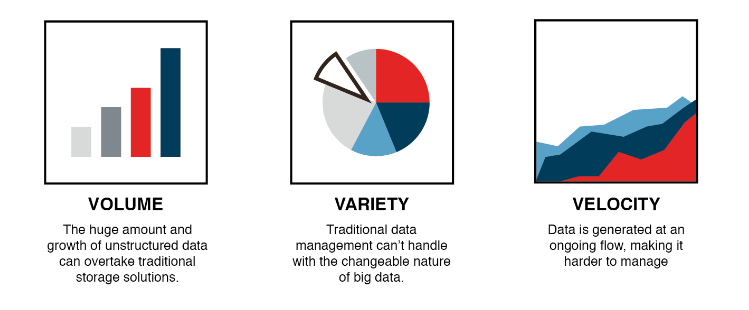 VOLUME
The huge amount and
growth of unstructured data
can overtake traditional
storage solutions.
VARIETY
Traditional data
management can't handle
with the changeable nature
of big data.
VELOCITY
Data is generated at an
ongoing flow, making it
harder to manage